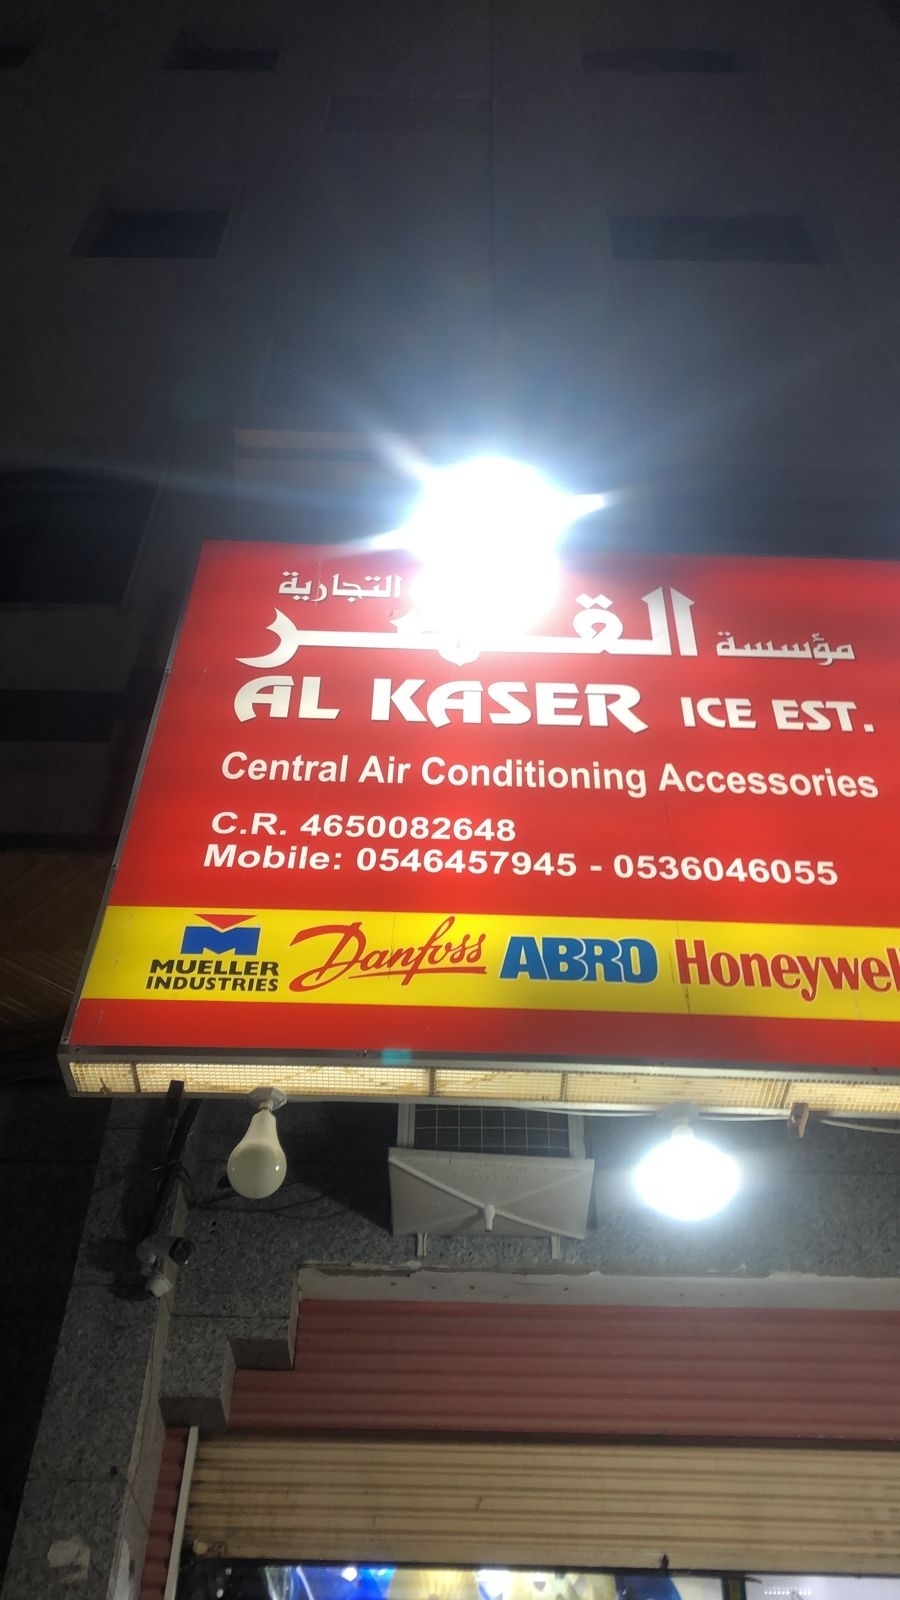 التجارية
مؤسسة
AL KASER ICE EST.
Central Air Conditioning Accessories
C.R. 4650082648
Mobile: 0546457945 - 0536046055
MUELLER INDUSTRIES Danfoss ABRO Honeywel